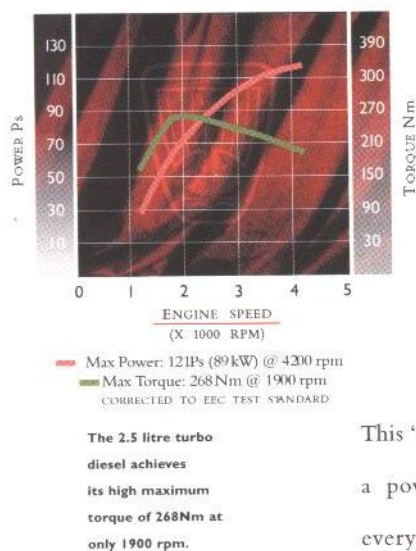 130
110
90
70
50
30
10
POWER PS
390
300
270
210
150
90
30
TORQUE Nm
0 1 2 3 4 5
ENGINE SPEED
(X 1000 RPM)
Max Power: 121Ps (89kW) @ 4200 rpm
Max Torque: 268Nm @ 1900 rpm
CORRECTED TO EEC TEST STANDARD
The 2.5 litre turbo
diesel achieves
its high maximum
torque of 268Nm at
only 1900 rpm.
This ‘
a pow
every